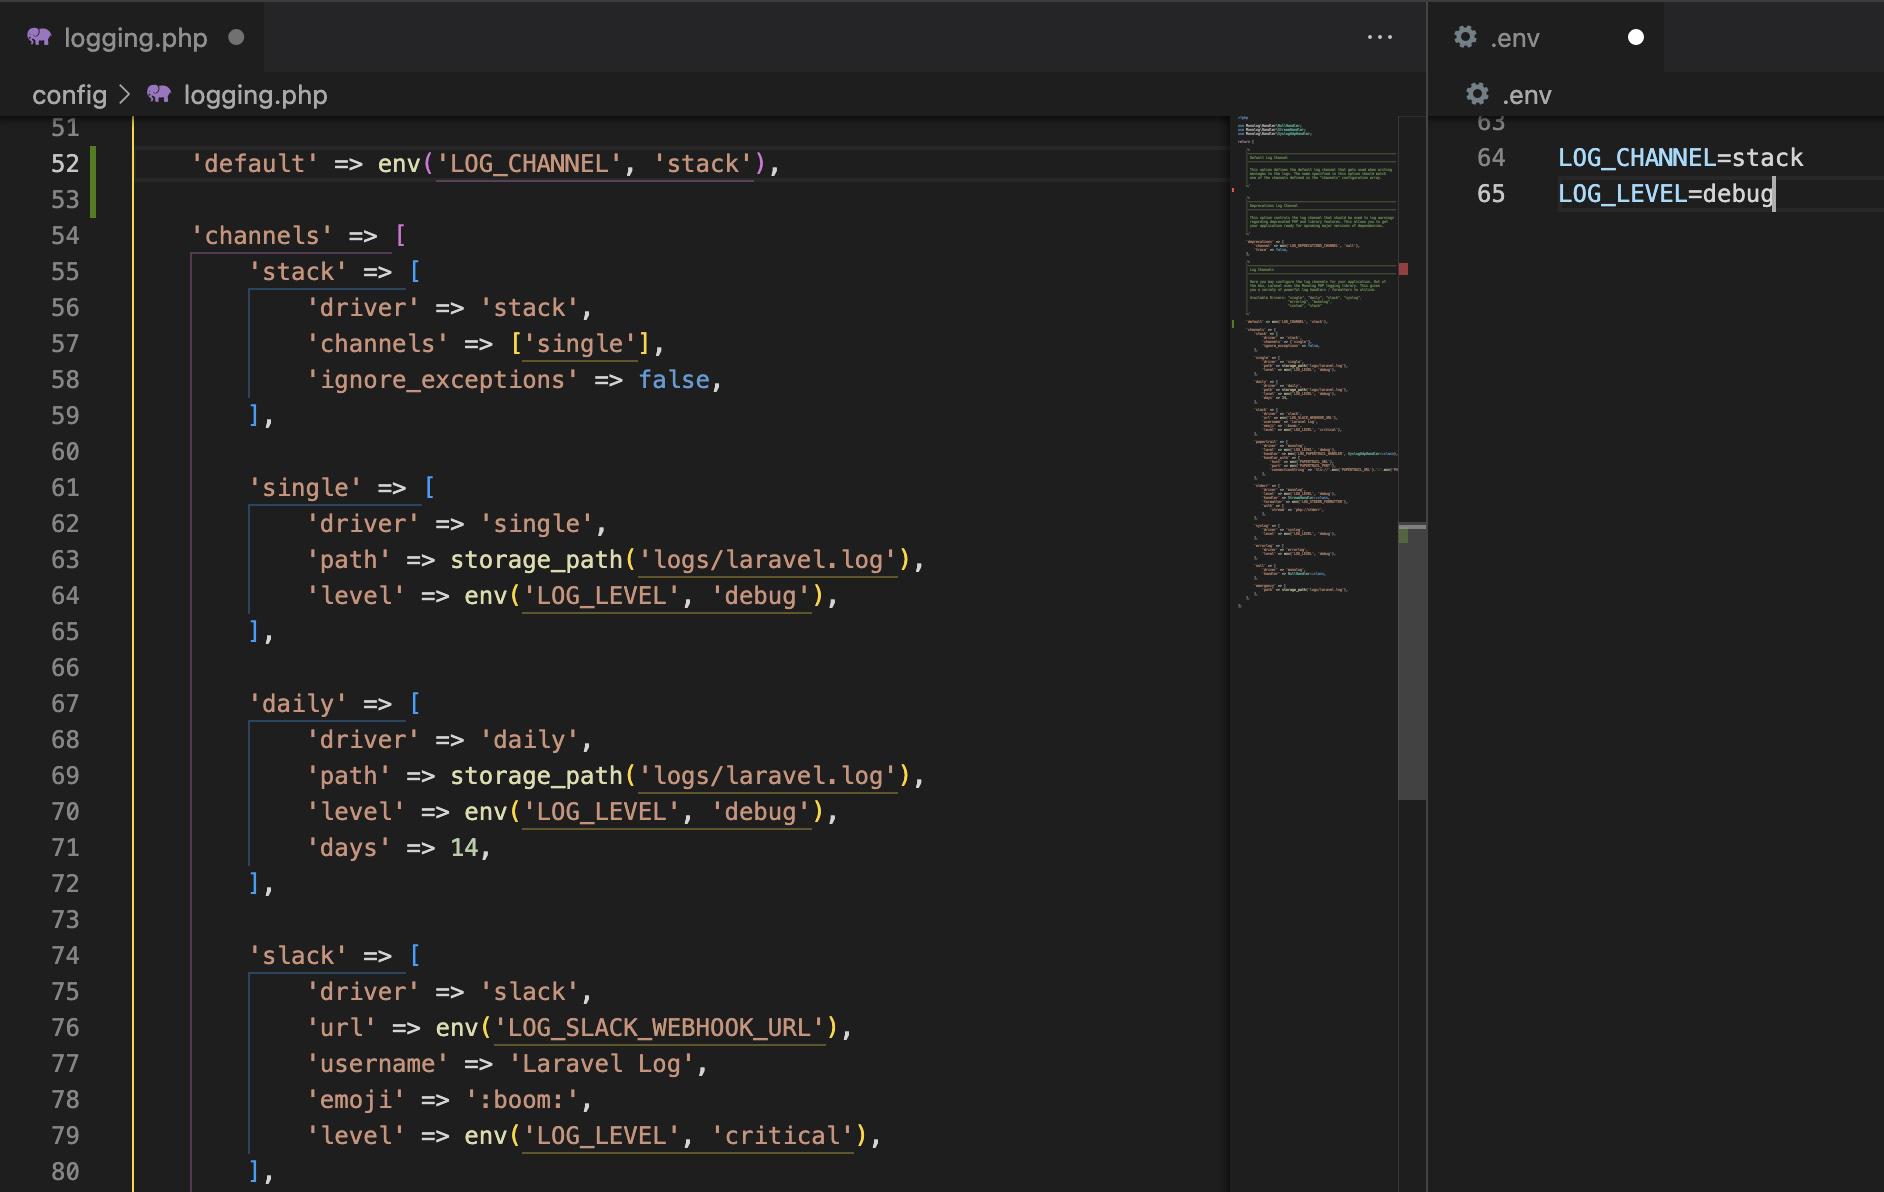 logging.php
config > logging.php
51
52 'default' => env('LOG_CHANNEL', 'stack'),
53
54 'channels' => [
55 'stack' => [
56 'driver' => 'stack',
57 'channels' => ['single'],
58 'ignore_exceptions' => false,
59 ],
60
61 'single' => [
62 'driver' => 'single',
63 'path' => storage_path('logs/laravel.log'),
64 'level' => env('LOG_LEVEL', 'debug'),
65 ],
66
67 'daily' => [
68 'driver' => 'daily',
69 'path' => storage_path('logs/laravel.log'),
70 'level' => env('LOG_LEVEL', 'debug'),
71 'days' => 14,
72 ],
73
74 'slack' => [
75 'driver' => 'slack',
76 'url' => env('LOG_SLACK_WEBHOOK_URL'),
77 'username' => 'Laravel Log',
78 'emoji' => ':boom:',
79 'level' => env('LOG_LEVEL', 'critical'),
80 ],
.env
.env
63
64 LOG_CHANNEL=stack
65 LOG_LEVEL=debug